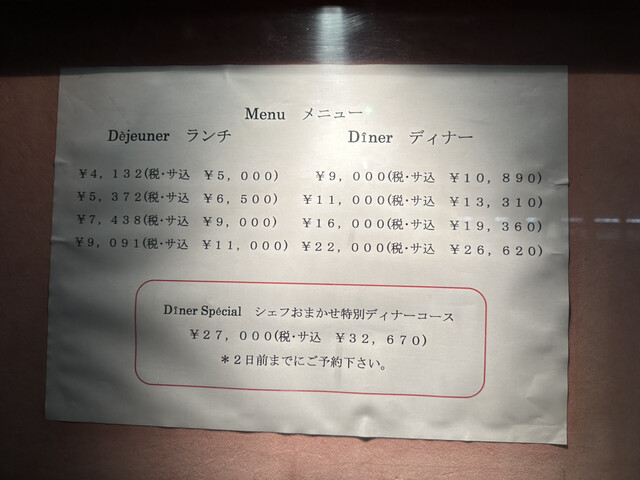 Menu メニュー
Dèjeuner ランチ
Dîner ディナー
￥4，132(税・サ込 ￥5，000)
￥5，372(税・サ込 ￥6，500)
￥7，438(税・サ込 ￥9，000)
￥9，091(税・サ込 ￥11，000)
￥9，000(税・サ込 ￥10，890)
￥11，000(税・サ込 ￥13，310)
￥16，000(税・サ込 ￥19，360)
￥22，000(税・サ込 ￥26，620)
Dîner Spécial シェフおまかせ特別ディナーコース
￥27，000(税・サ込 ￥32，670)
＊2日前までにご予約下さい。